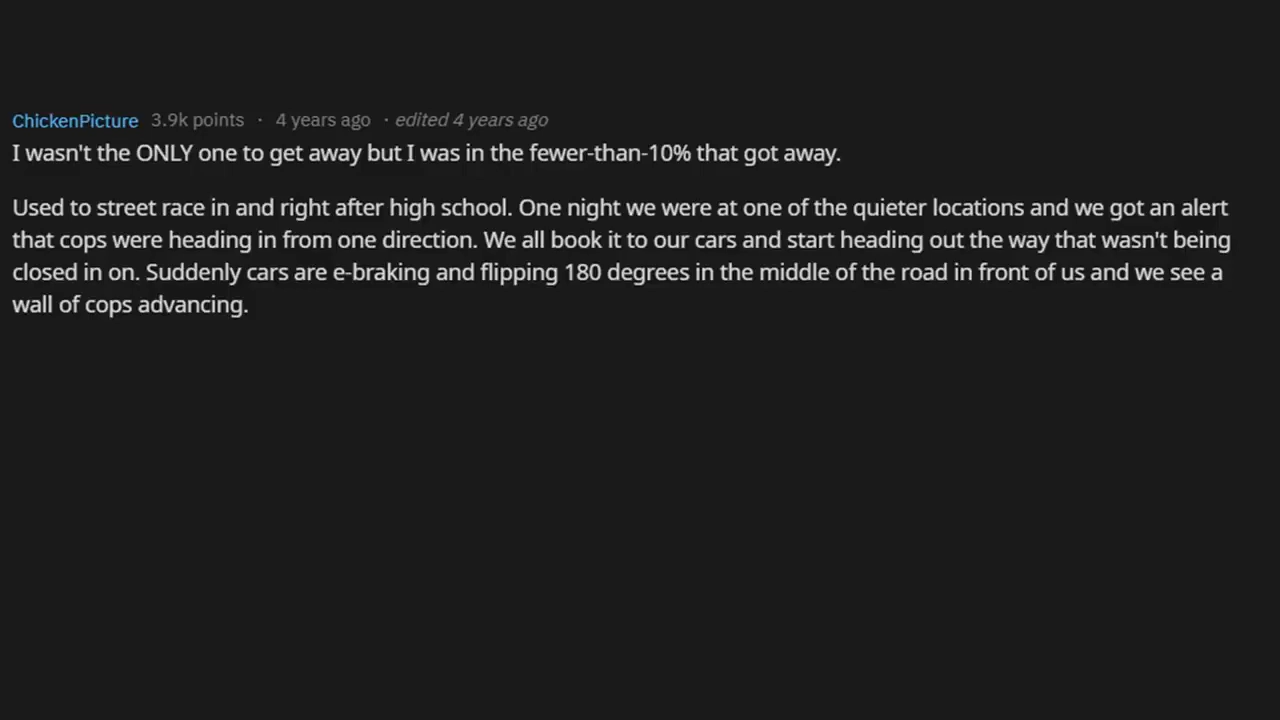 ChickenPicture 3.9k points · 4 years ago · edited 4 years ago
I wasn't the ONLY one to get away but I was in the fewer-than-10% that got away.
Used to street race in and right after high school. One night we were at one of the quieter locations and we got an alert
that cops were heading in from one direction. We all book it to our cars and start heading out the way that wasn't being
closed in on. Suddenly cars are e-braking and flipping 180 degrees in the middle of the road in front of us and we see a
wall of cops advancing.